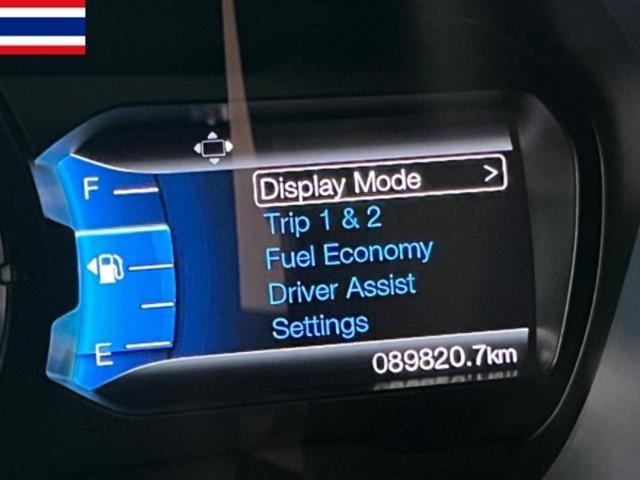 F
Display Mode >
Trip 1 & 2
Fuel Economy
Driver Assist
Settings
E
089820.7km